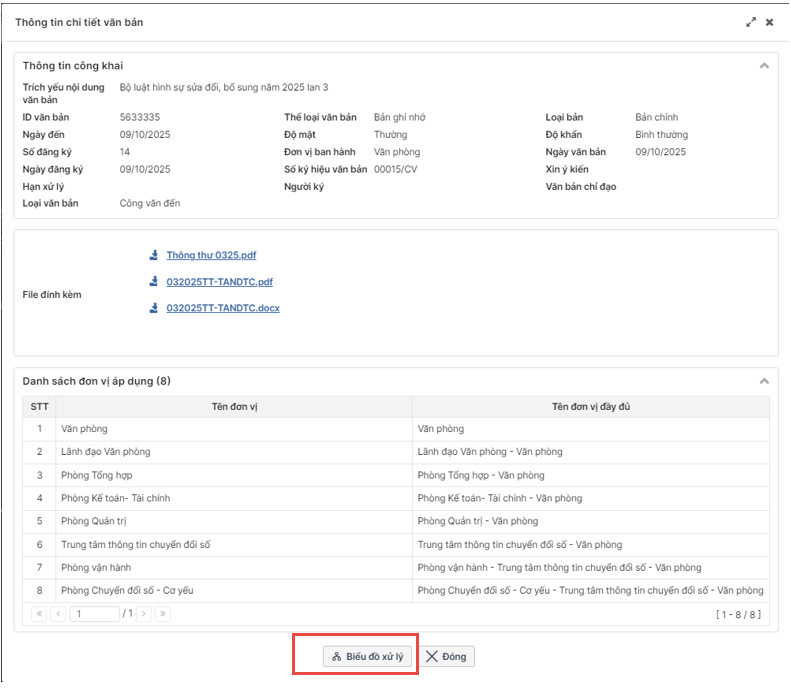 Thông tin chi tiết văn bản
Thông tin công khai
Trích yếu nội dung văn bản Bộ luật hình sự sửa đổi, bổ sung năm 2025 lan 3
ID văn bản 5633335 Thể loại văn bản Bản ghi nhớ Loại bản Bản chính
Ngày đến 09/10/2025 Độ mật Thường Độ khẩn Bình thường
Số đăng ký 14 Đơn vị ban hành Văn phòng Ngày văn bản 09/10/2025
Ngày đăng ký 09/10/2025 Số ký hiệu văn bản 00015/CV Xin ý kiến
Hạn xử lý Người ký Văn bản chỉ đạo
Loại văn bản Công văn đến
Thông thư 0325.pdf
032025TT-TANDTC.pdf
File đính kèm
032025TT-TANDTC.docx
Danh sách đơn vị áp dụng (8)
STT Tên đơn vị Tên đơn vị đầy đủ
1 Văn phòng Văn phòng
2 Lãnh đạo Văn phòng Lãnh đạo Văn phòng - Văn phòng
3 Phòng Tổng hợp Phòng Tổng hợp - Văn phòng
4 Phòng Kế toán- Tài chính Phòng Kế toán- Tài chính - Văn phòng
5 Phòng Quản trị Phòng Quản trị - Văn phòng
6 Trung tâm thông tin chuyển đổi số Trung tâm thông tin chuyển đổi số - Văn phòng
7 Phòng vận hành Phòng vận hành - Trung tâm thông tin chuyển đổi số - Văn phòng
8 Phòng Chuyển đổi số - Cơ yếu Phòng Chuyển đổi số - Cơ yếu - Trung tâm thông tin chuyển đổi số - Văn phòng
« ‹ 1 / 1 › » [ 1 - 8 / 8 ]
Biểu đồ xử lý Đóng